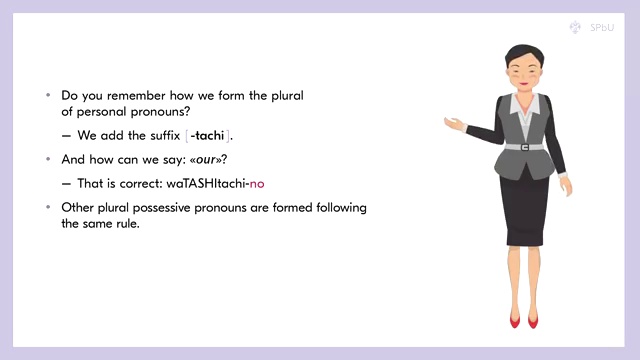 SPbU
• Do you remember how we form the plural
of personal pronouns?
– We add the suffix [-tachi].
• And how can we say: «our»?
– That is correct: waTASHItachi-no
• Other plural possessive pronouns are formed following
the same rule.